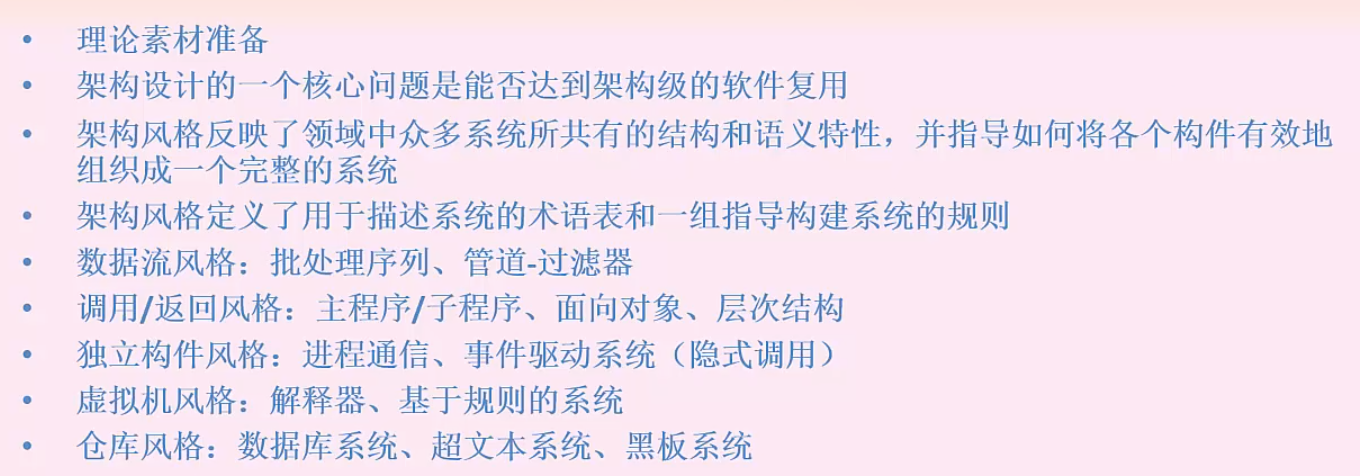 • 理论素材准备
• 架构设计的一个核心问题是能否达到架构级的软件复用
• 架构风格反映了领域中众多系统所共有的结构和语义特性，并指导如何将各个构件有效地
组织成一个完整的系统
• 架构风格定义了用于描述系统的术语表和一组指导构建系统的规则
• 数据流风格：批处理序列、管道-过滤器
• 调用/返回风格：主程序/子程序、面向对象、层次结构
• 独立构件风格：进程通信、事件驱动系统（隐式调用）
• 虚拟机风格：解释器、基于规则的系统
• 仓库风格：数据库系统、超文本系统、黑板系统